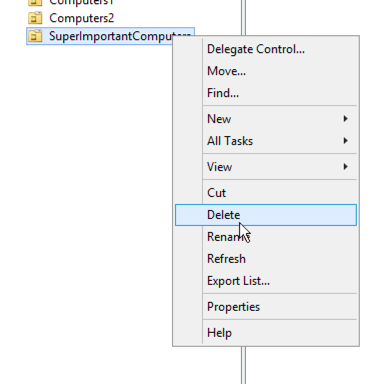 Computers1
Computers2
SuperImportantComputers
Delegate Control...
Move...
Find...
New
All Tasks
View
Cut
Delete
Rename
Refresh
Export List...
Properties
Help